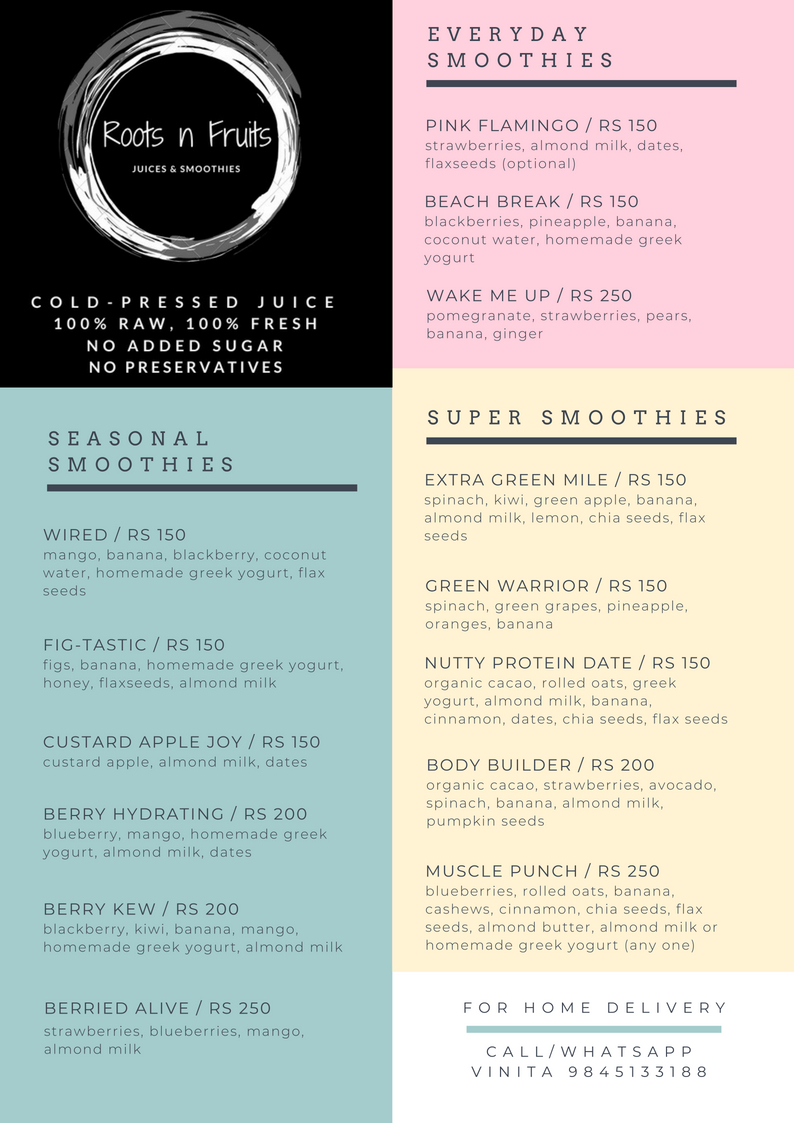 Roots n Fruits
JUICES & SMOOTHIES
COLD-PRESSED JUICE
100% RAW, 100% FRESH
NO ADDED SUGAR
NO PRESERVATIVES
EVERYDAY
SMOOTHIES
PINK FLAMINGO / RS 150
strawberries, almond milk, dates,
flaxseeds (optional)
BEACH BREAK / RS 150
blackberries, pineapple, banana,
coconut water, homemade greek
yogurt
WAKE ME UP / RS 250
pomegranate, strawberries, pears,
banana, ginger
SEASONAL
SMOOTHIES
WIRED / RS 150
mango, banana, blackberry, coconut
water, homemade greek yogurt, flax
seeds
FIG-TASTIC / RS 150
figs, banana, homemade greek yogurt,
honey, flaxseeds, almond milk
CUSTARD APPLE JOY / RS 150
custard apple, almond milk, dates
BERRY HYDRATING / RS 200
blueberry, mango, homemade greek
yogurt, almond milk, dates
BERRY KEW / RS 200
blackberry, kiwi, banana, mango,
homemade greek yogurt, almond milk
BERRIED ALIVE / RS 250
strawberries, blueberries, mango,
almond milk
SUPER SMOOTHIES
EXTRA GREEN MILE / RS 150
spinach, kiwi, green apple, banana,
almond milk, lemon, chia seeds, flax
seeds
GREEN WARRIOR / RS 150
spinach, green grapes, pineapple,
oranges, banana
NUTTY PROTEIN DATE / RS 150
organic cacao, rolled oats, greek
yogurt, almond milk, banana,
cinnamon, dates, chia seeds, flax seeds
BODY BUILDER / RS 200
organic cacao, strawberries, avocado,
spinach, banana, almond milk,
pumpkin seeds
MUSCLE PUNCH / RS 250
blueberries, rolled oats, banana,
cashews, cinnamon, chia seeds, flax
seeds, almond butter, almond milk or
homemade greek yogurt (any one)
FOR HOME DELIVERY
CALL/WHATSAPP
VINITA 9845133188